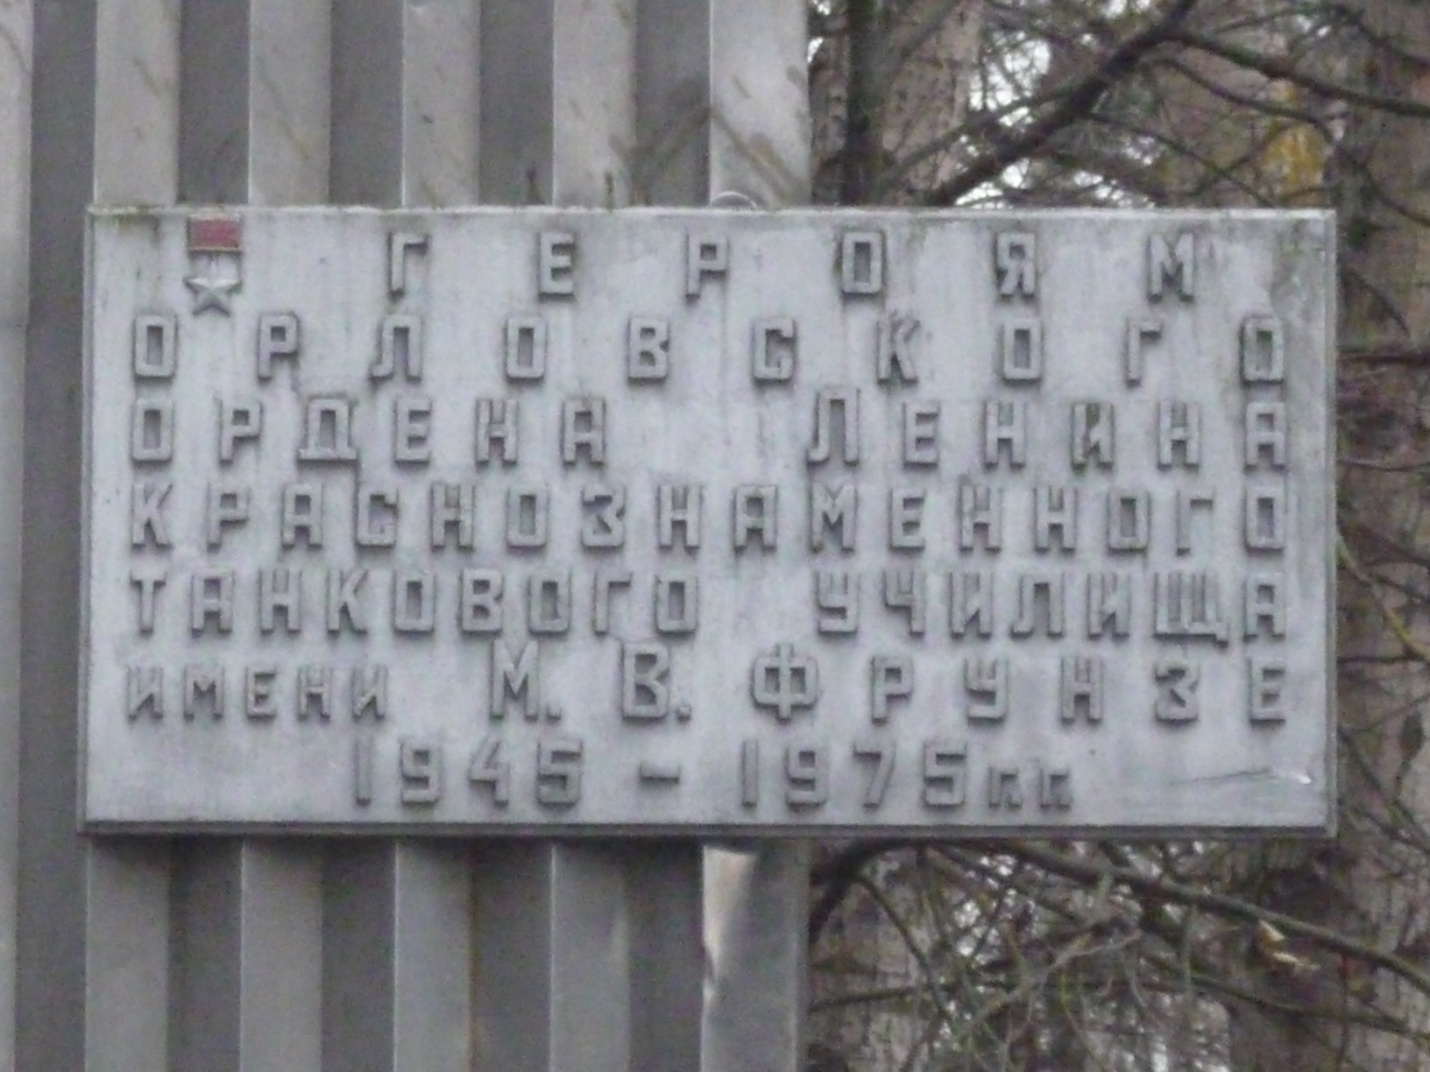 ГЕРОЯМ
ОРЛОВСКОГО
ОРДЕНА ЛЕНИНА
КРАСНОЗНАМЕННОГО
ТАНКОВОГО УЧИЛИЩА
ИМЕНИ М. В. ФРУНЗЕ
1945 - 1975 г.г.